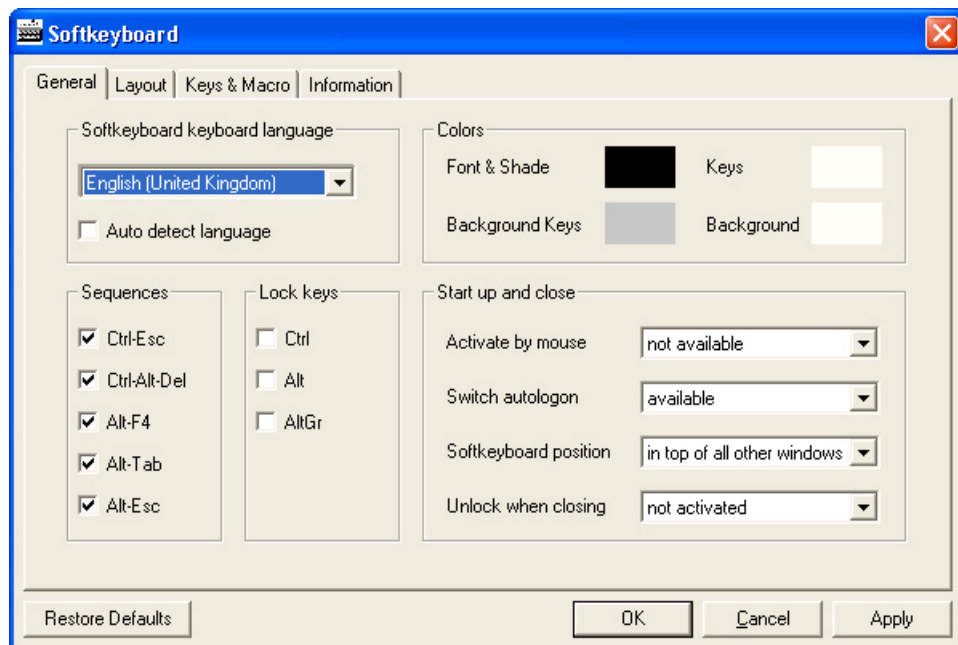 Softkeyboard
General Layout Keys & Macro Information
Softkeyboard keyboard language
English (United Kingdom)
Auto detect language
Colors
Font & Shade Keys
Background Keys Background
Sequences
Ctrl-Esc
Ctrl-Alt-Del
Alt-F4
Alt-Tab
Alt-Esc
Lock keys
Ctrl
Alt
AltGr
Start up and close
Activate by mouse not available
Switch autologon available
Softkeyboard position in top of all other windows
Unlock when closing not activated
Restore Defaults OK Cancel Apply